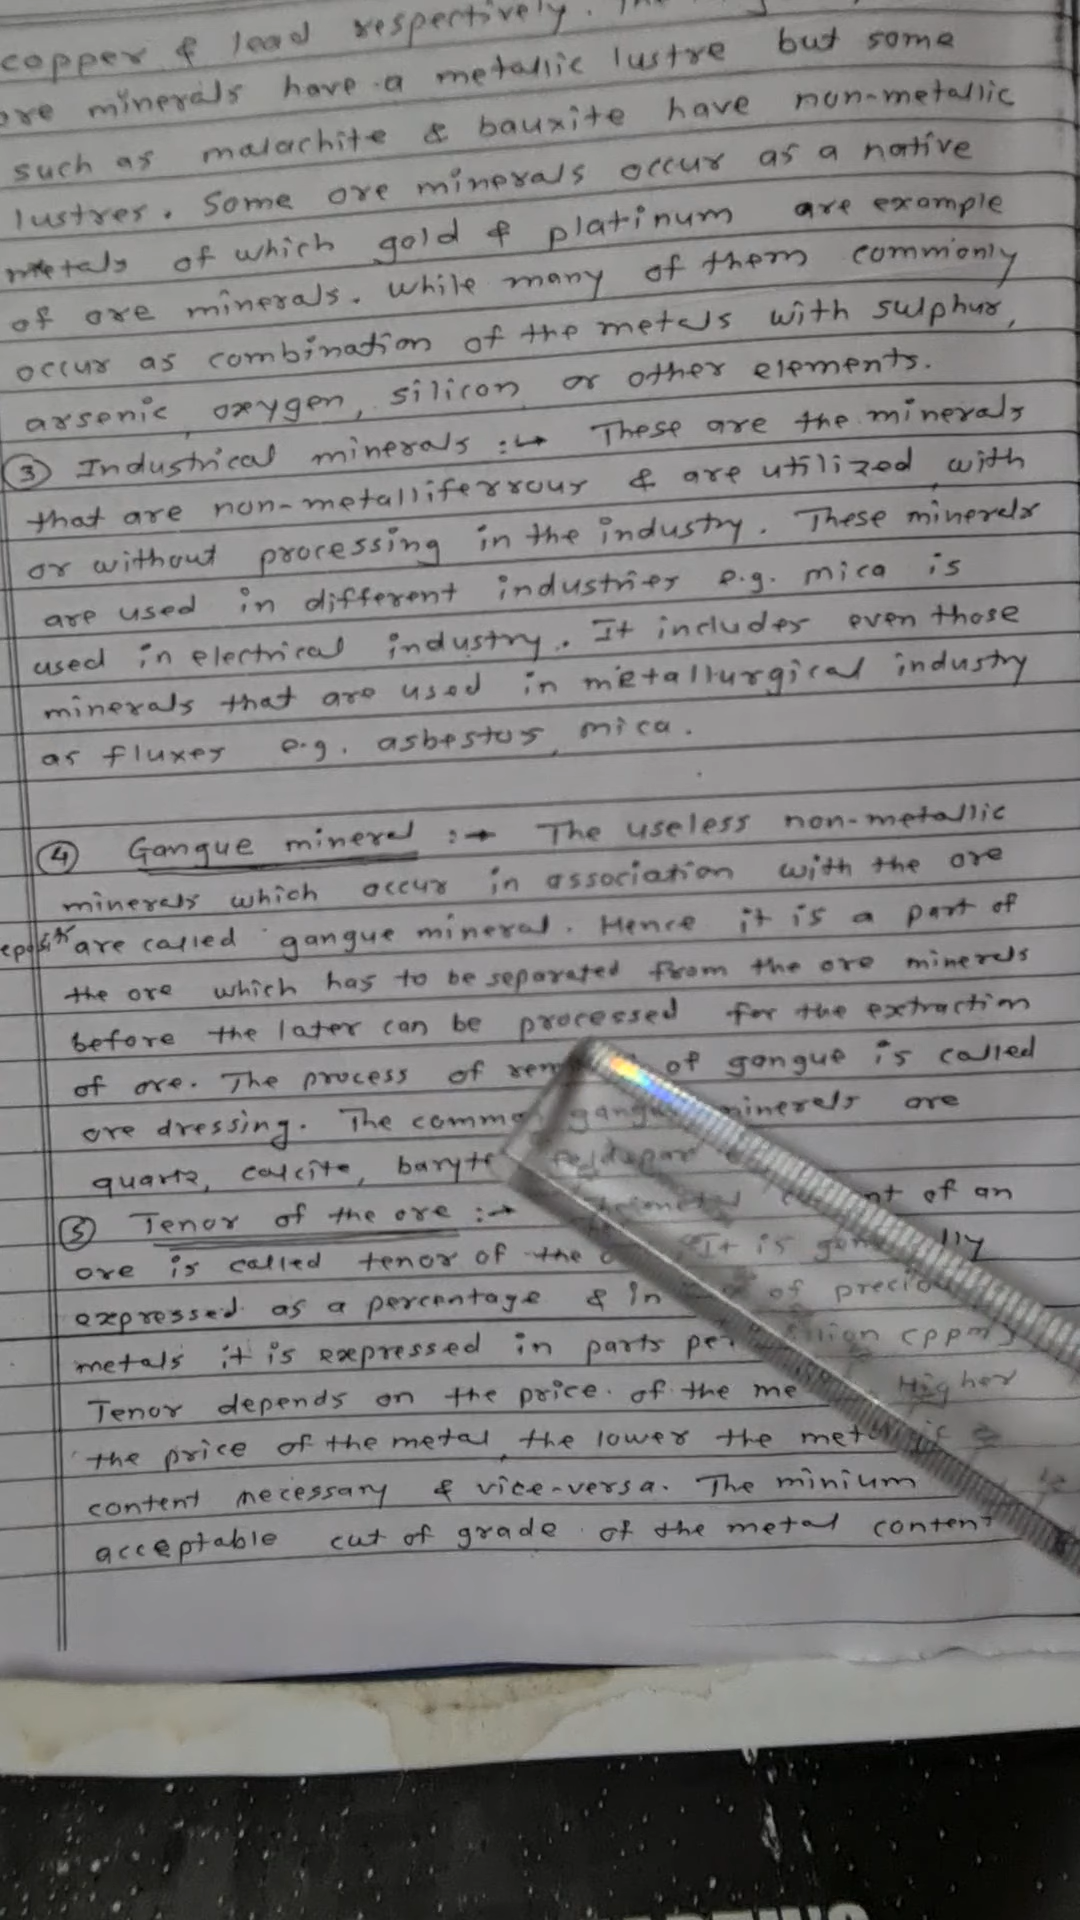 copper & lead respectively.
ore minerals have a metallic lustre but some
such as malachite & bauxite have non-metallic
lustres. Some ore minerals occur as a native
metals of which gold & platinum are example
of ore minerals. While many of them commonly
occur as combination of the metals with sulphur,
arsenic, oxygen, silicon or other elements.
③ Industrical minerals :↦ These are the minerals
that are non-metalliferrous & are utilized with
or without processing in the industry. These minerals
are used in different industries e.g. mica is
used in electrical industry. It includes even those
minerals that are used in metallurgical industry
as fluxes e.g. asbestos, mica.
④ Gangue mineral :→ The useless non-metallic
minerals which occur in association with the ore
are called gangue mineral. Hence it is a part of
the ore which has to be separated from the ore minerals
before the later can be processed for the extraction
of ore. The process of of gangue is called
ore dressing. The common gangue minerals are
quartz, calcite, feldspar
⑤ Tenor of the ore :→ of an
ore is called tenor of the It is
expressed as a percentage & in of
metals it is expressed in parts (ppm)
Tenor depends on the price of the Higher
the price of the metal, the lower the
content necessary & vice-versa. The minium
acceptable cut of grade of the metal content